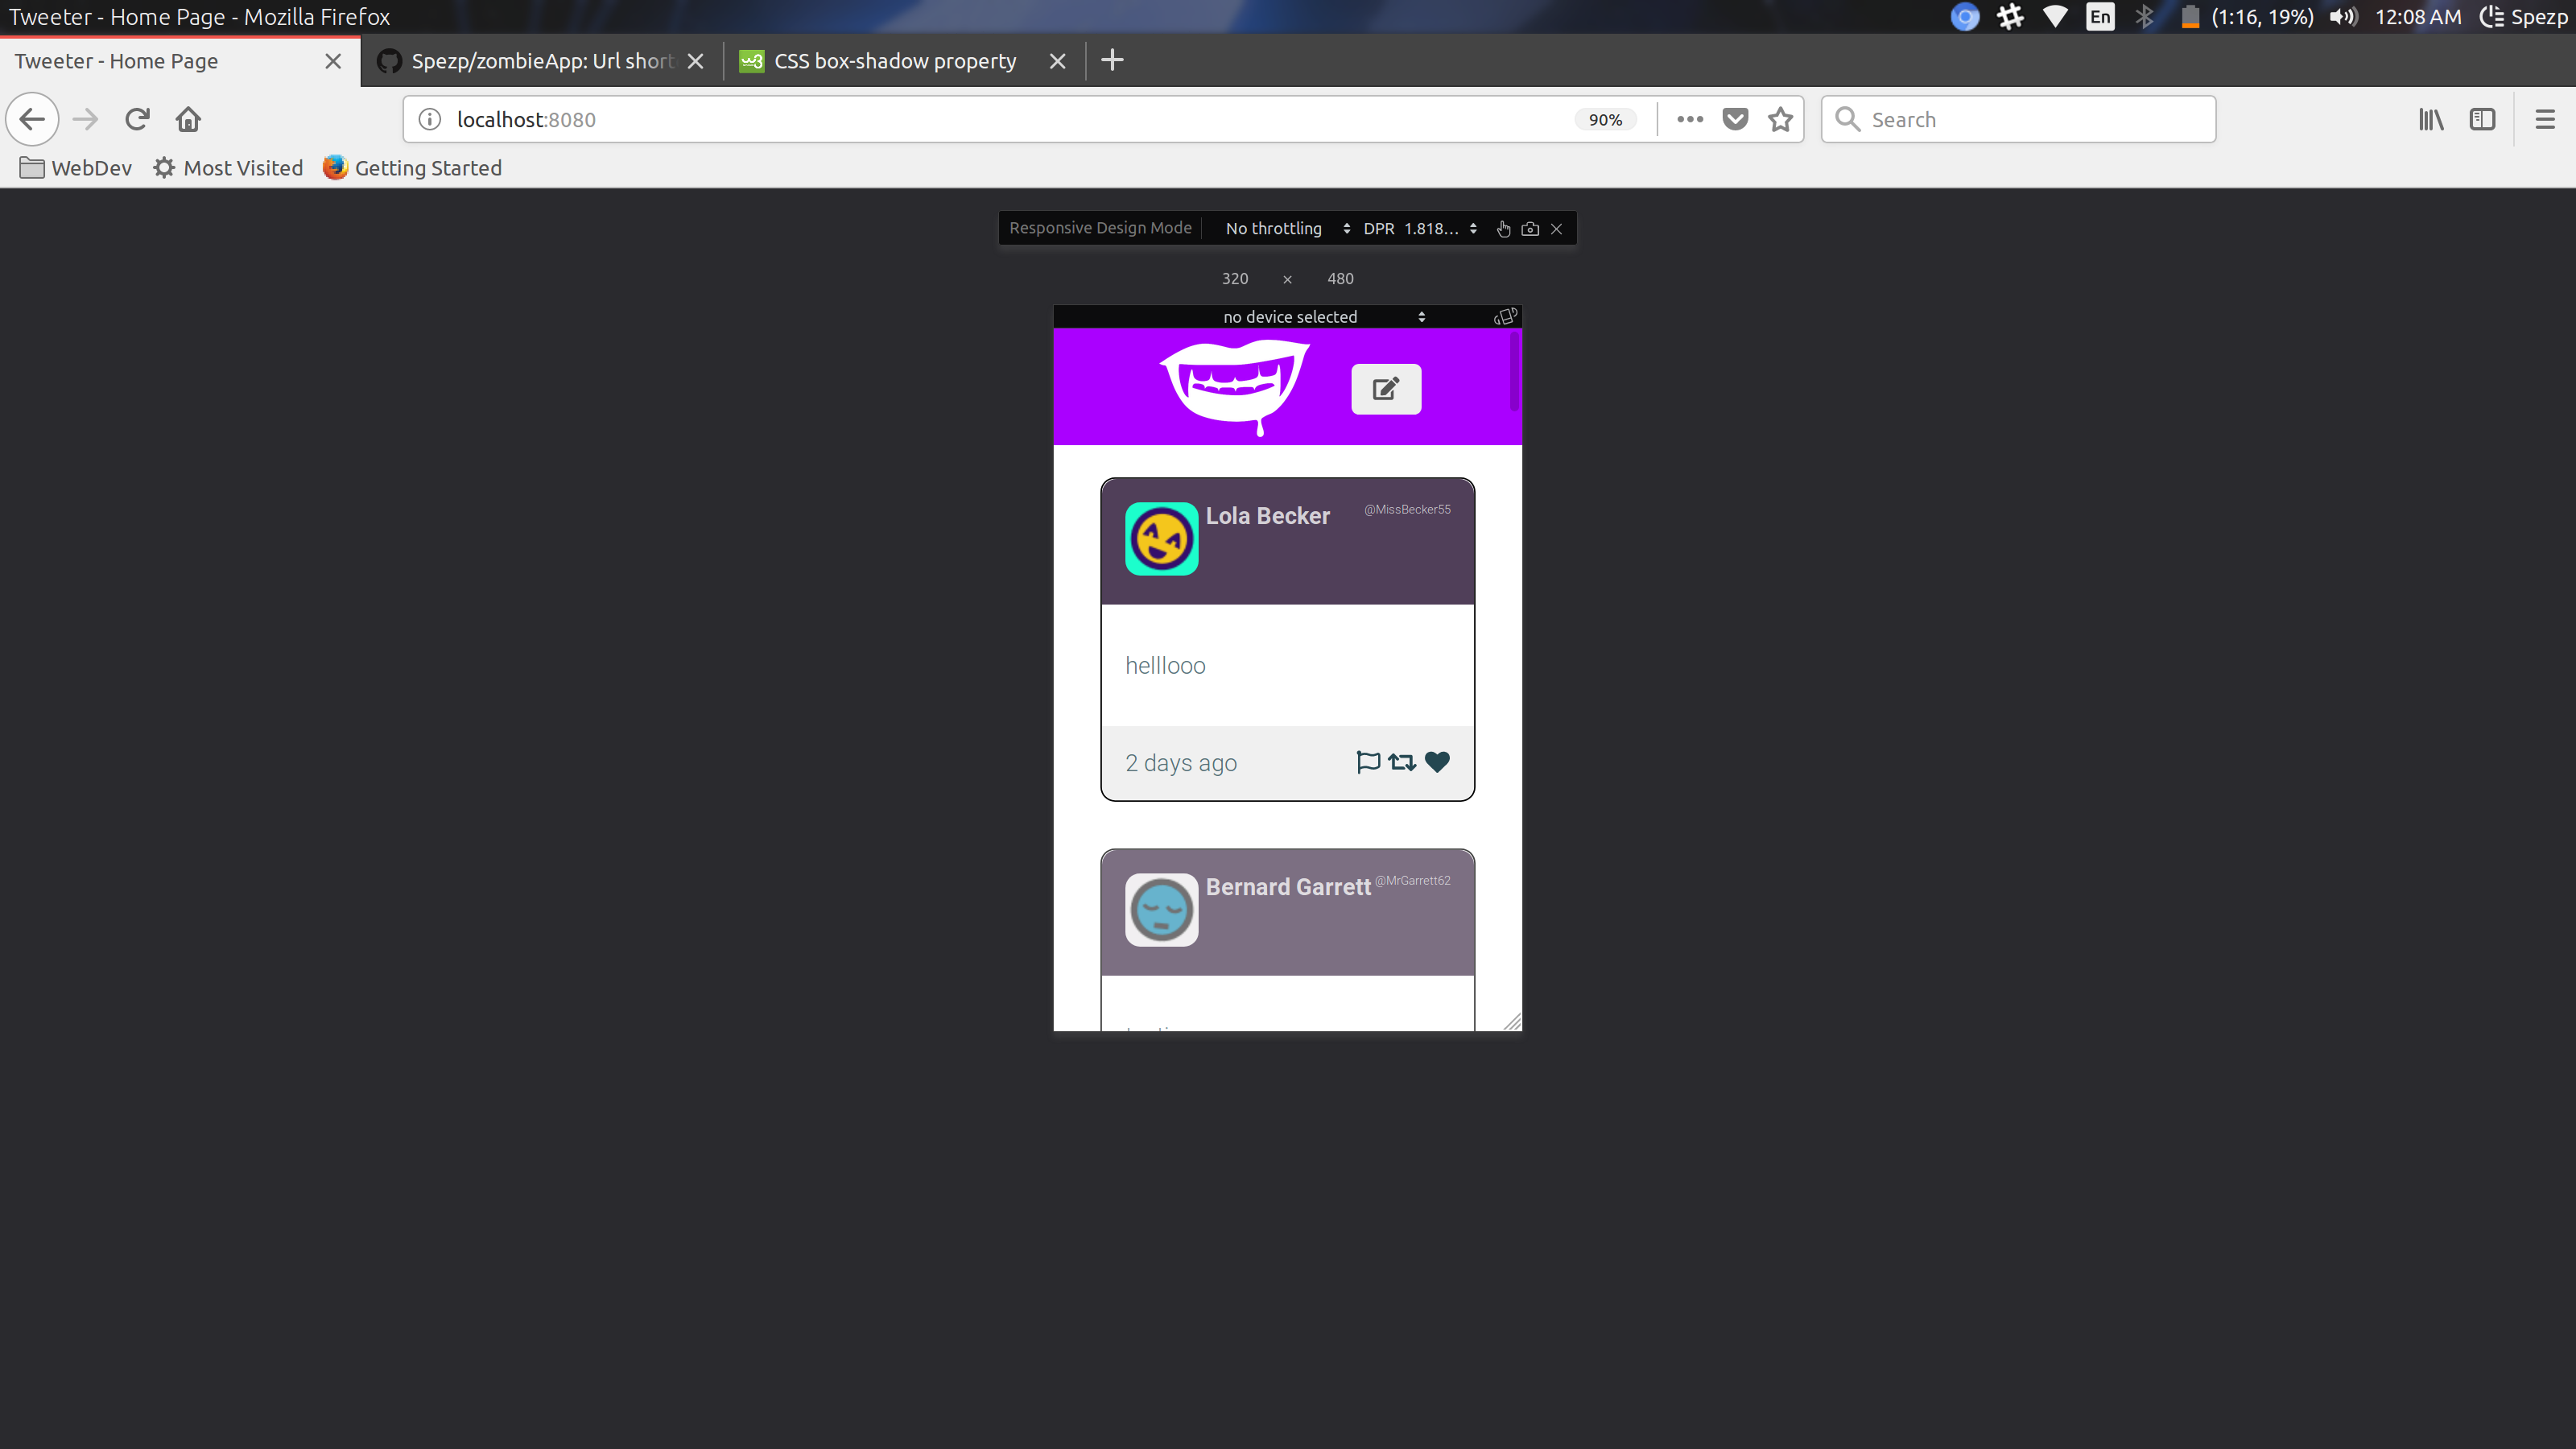 Tweeter - Home Page - Mozilla Firefox
En
(1:16, 19%)
12:08 AM
Spezp
Tweeter - Home Page
Spezp/zombieApp: Url short
CSS box-shadow property
localhost:8080
90%
Search
WebDev
Most Visited
Getting Started
Responsive Design Mode
No throttling
DPR 1.818...
320 × 480
no device selected
Lola Becker
@MissBecker55
helllooo
2 days ago
Bernard Garrett
@MrGarrett62